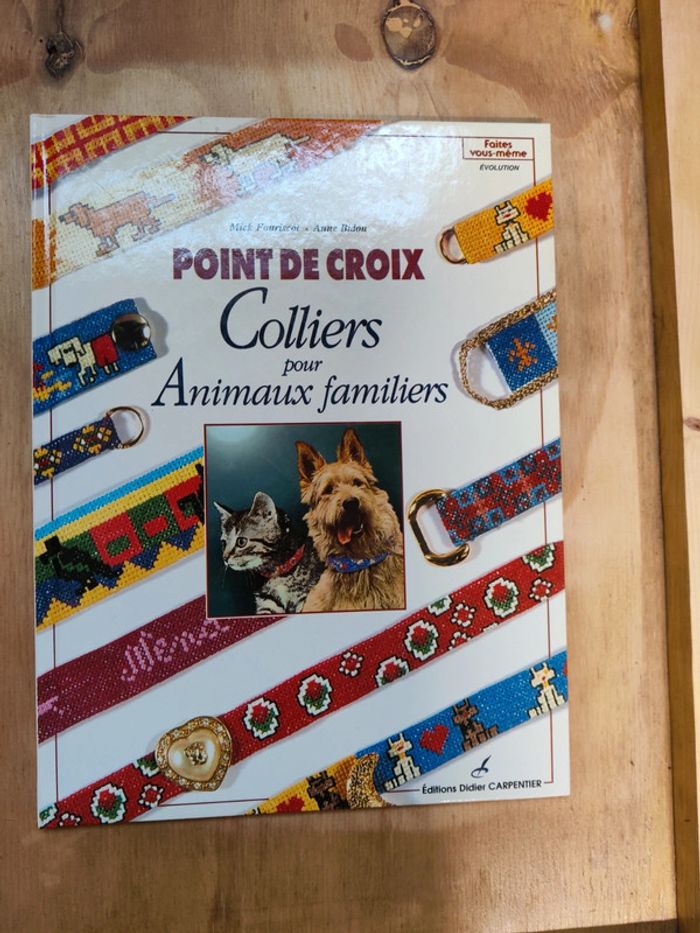 Faites
vous-même
ÉVOLUTION
Mick Fouriscot - Anne Bidou
POINT DE CROIX
Colliers
pour
Animaux familiers
Éditions Didier CARPENTIER